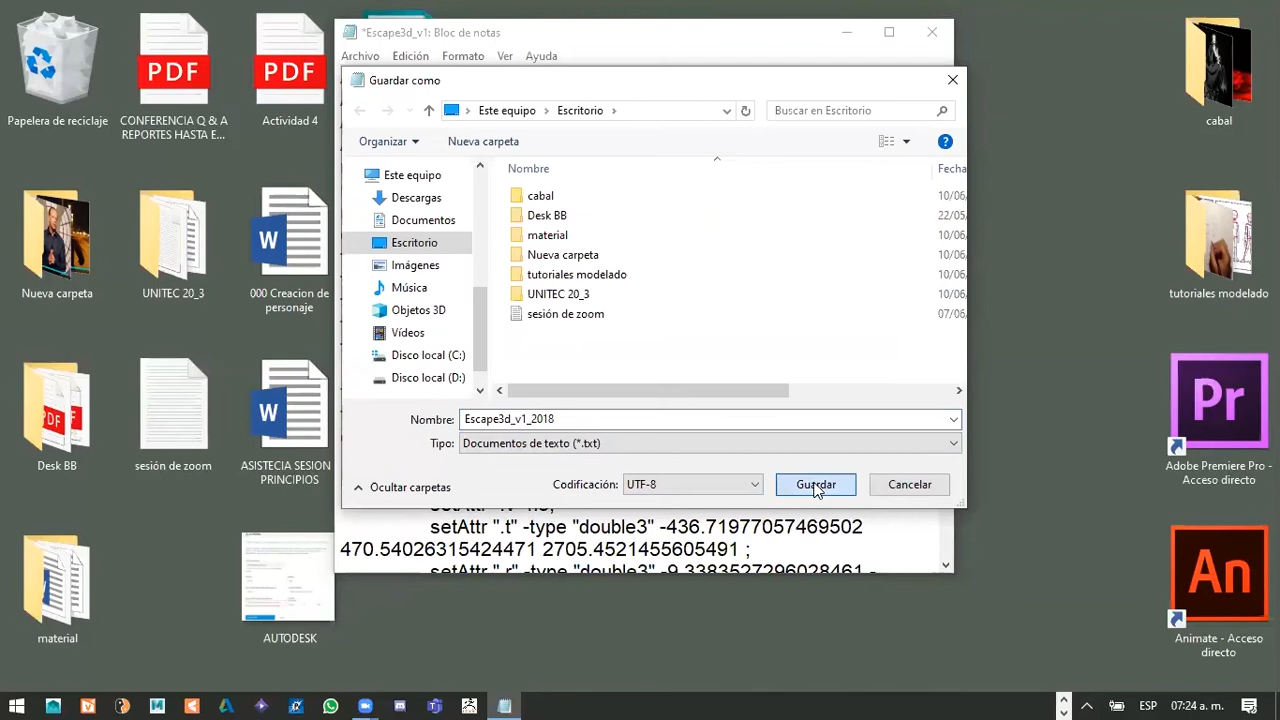 *Escape3d_v1: Bloc de notas
Archivo Edición Formato Ver Ayuda
Guardar como
Este equipo > Escritorio >
Buscar en Escritorio
Organizar
Nueva carpeta
Este equipo
Descargas
Documentos
Escritorio
Imágenes
Música
Objetos 3D
Vídeos
Disco local (C:)
Disco local (D:)
Nombre
Fecha
cabal
10/06/
Desk BB
22/05/
material
10/06/
Nueva carpeta
10/06/
tutoriales modelado
10/06/
UNITEC 20_3
10/06/
sesión de zoom
07/06/
Nombre: Escape3d_v1_2018
Tipo: Documentos de texto (*.txt)
Ocultar carpetas
Codificación: UTF-8
Guardar
Cancelar
setAttr ".t" -type "double3" -436.71977057469502
470.54026315424471 2705.4521455605491 ;
setAttr ".r" -type "double3" -9.3383527296028461 -
Papelera de reciclaje
PDF
CONFERENCIA Q & A
REPORTES HASTA E...
PDF
Actividad 4
Nueva carpeta
UNITEC 20_3
W
000 Creacion de
personaje
PDF
Desk BB
sesión de zoom
W
ASISTECIA SESION
PRINCIPIOS
material
AUTODESK
cabal
tutoriales modelado
Pr
Adobe Premiere Pro -
Acceso directo
An
Animate - Acceso
directo
ESP
07:24 a. m.